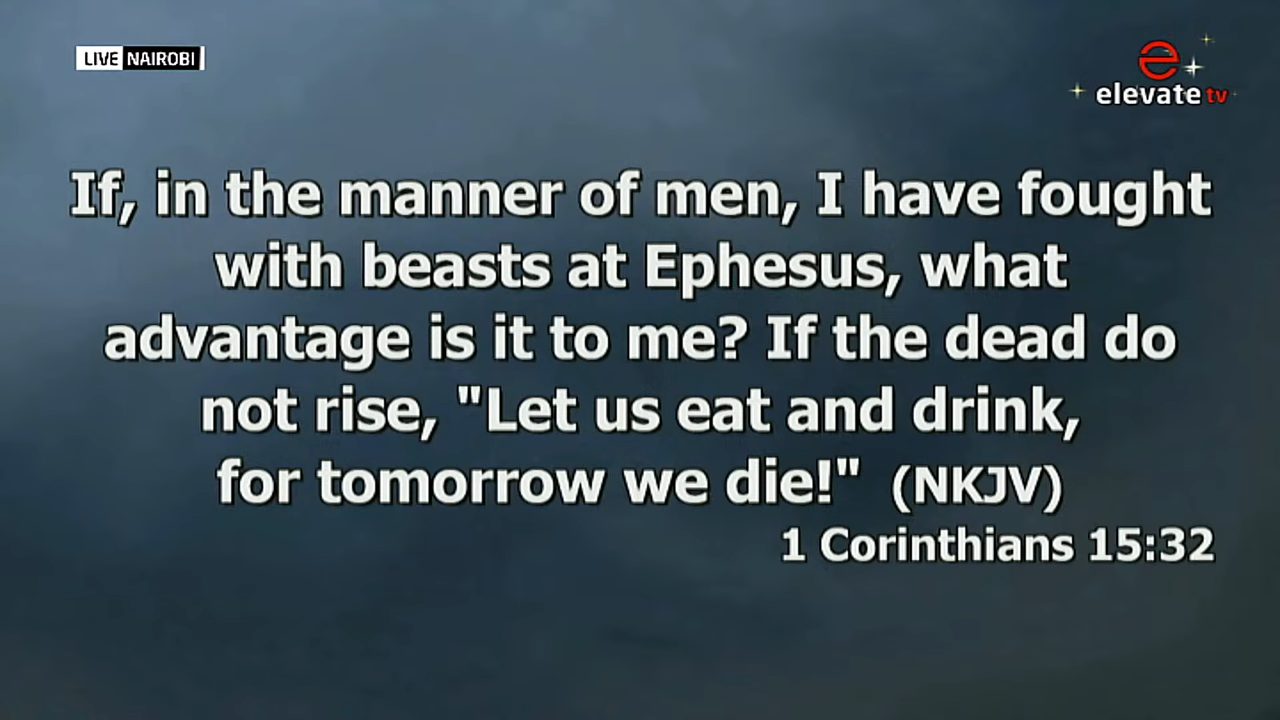 LIVE NAIROBI
e
elevate tv
If, in the manner of men, I have fought
with beasts at Ephesus, what
advantage is it to me? If the dead do
not rise, "Let us eat and drink,
for tomorrow we die!" (NKJV)
1 Corinthians 15:32